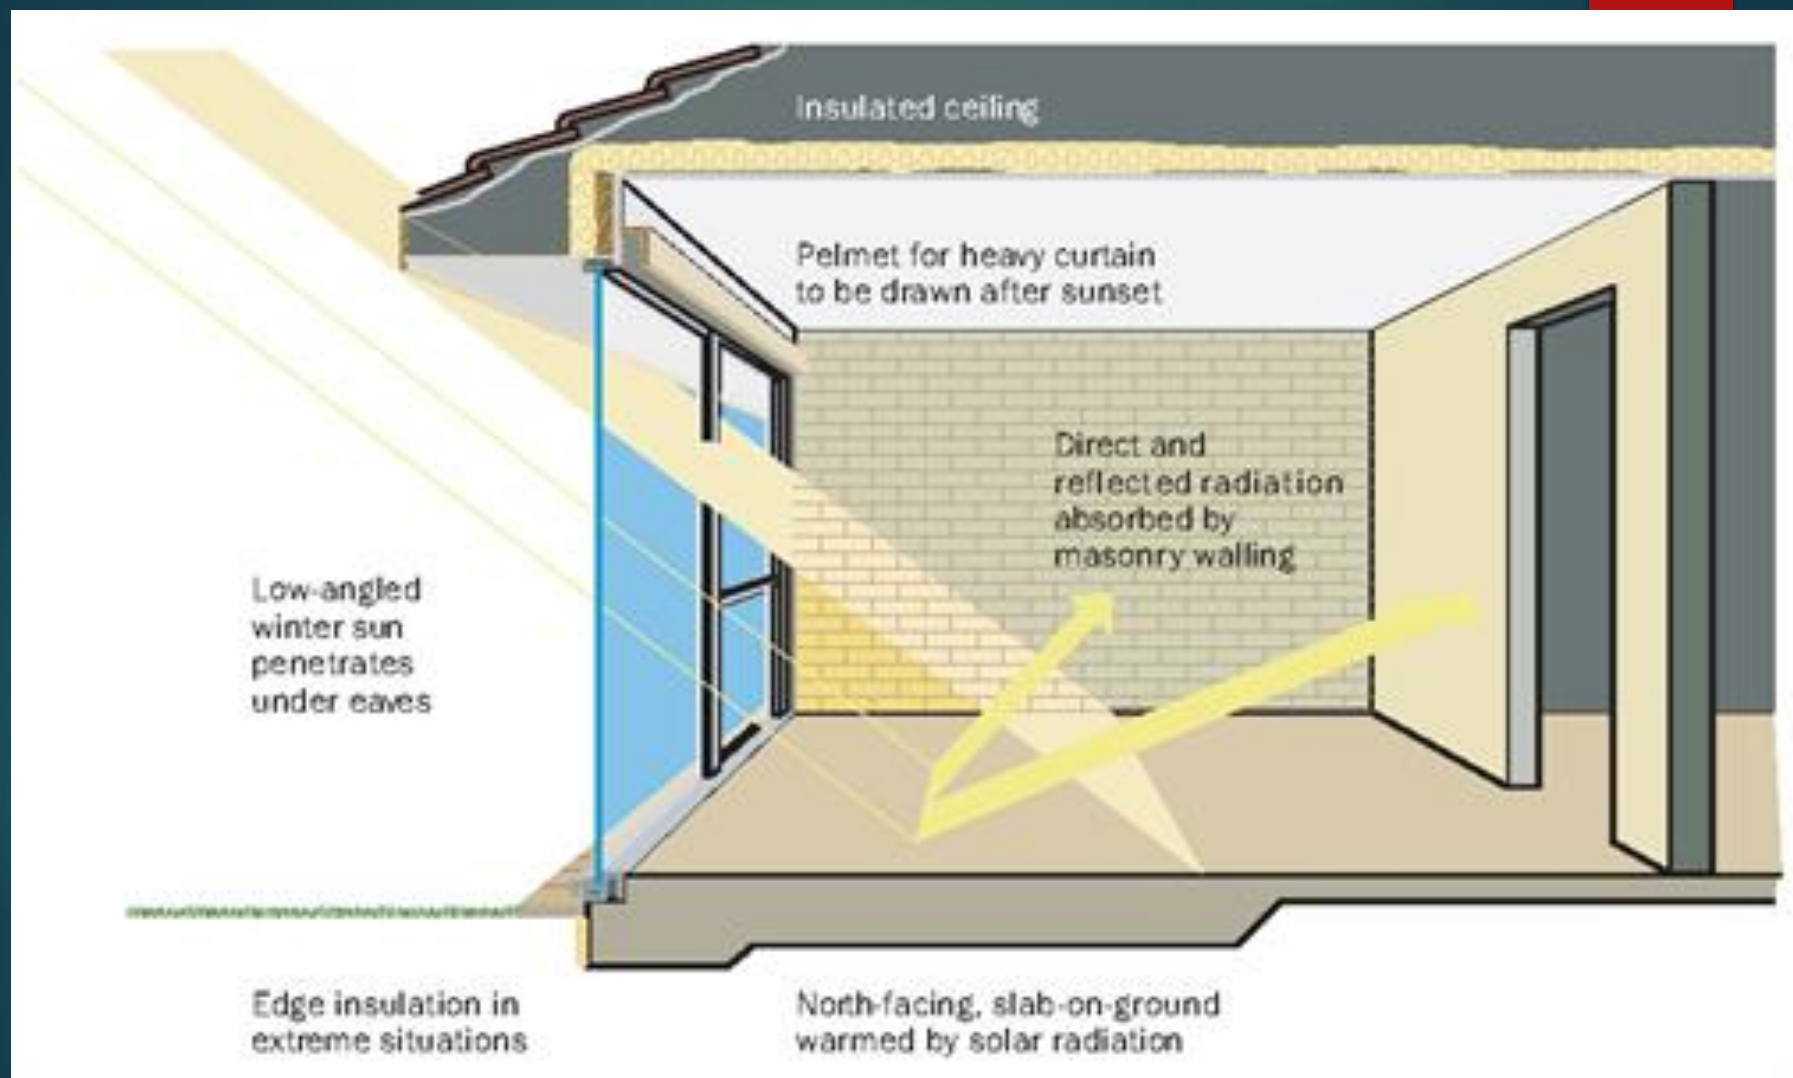 Insulated ceiling
Pelmet for heavy curtain
to be drawn after sunset
Direct and
reflected radiation
absorbed by
masonry walling
Low-angled
winter sun
penetrates
under eaves
Edge insulation in
extreme situations
North-facing, slab-on-ground
warmed by solar radiation